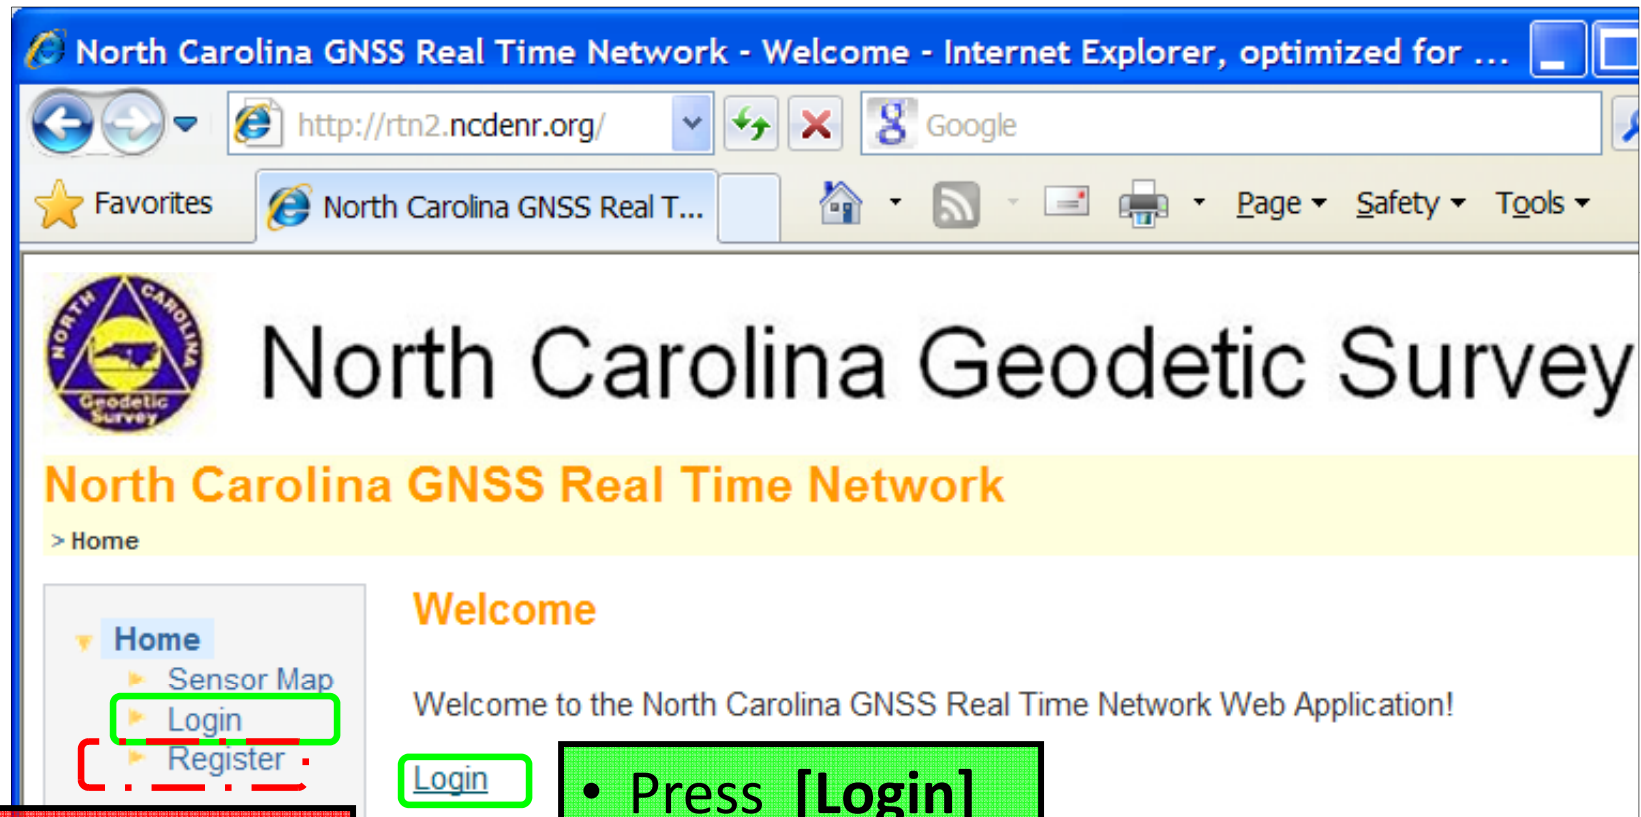 North Carolina GNSS Real Time Network - Welcome - Internet Explorer, optimized for ...
http://rtn2.ncdenr.org/
Google
Favorites
North Carolina GNSS Real T...
Page
Safety
Tools
NORTH CAROLINA
Geodetic
Survey
North Carolina Geodetic Survey
North Carolina GNSS Real Time Network
> Home
Home
Sensor Map
Login
Register
Welcome
Welcome to the North Carolina GNSS Real Time Network Web Application!
Login
• Press [Login]